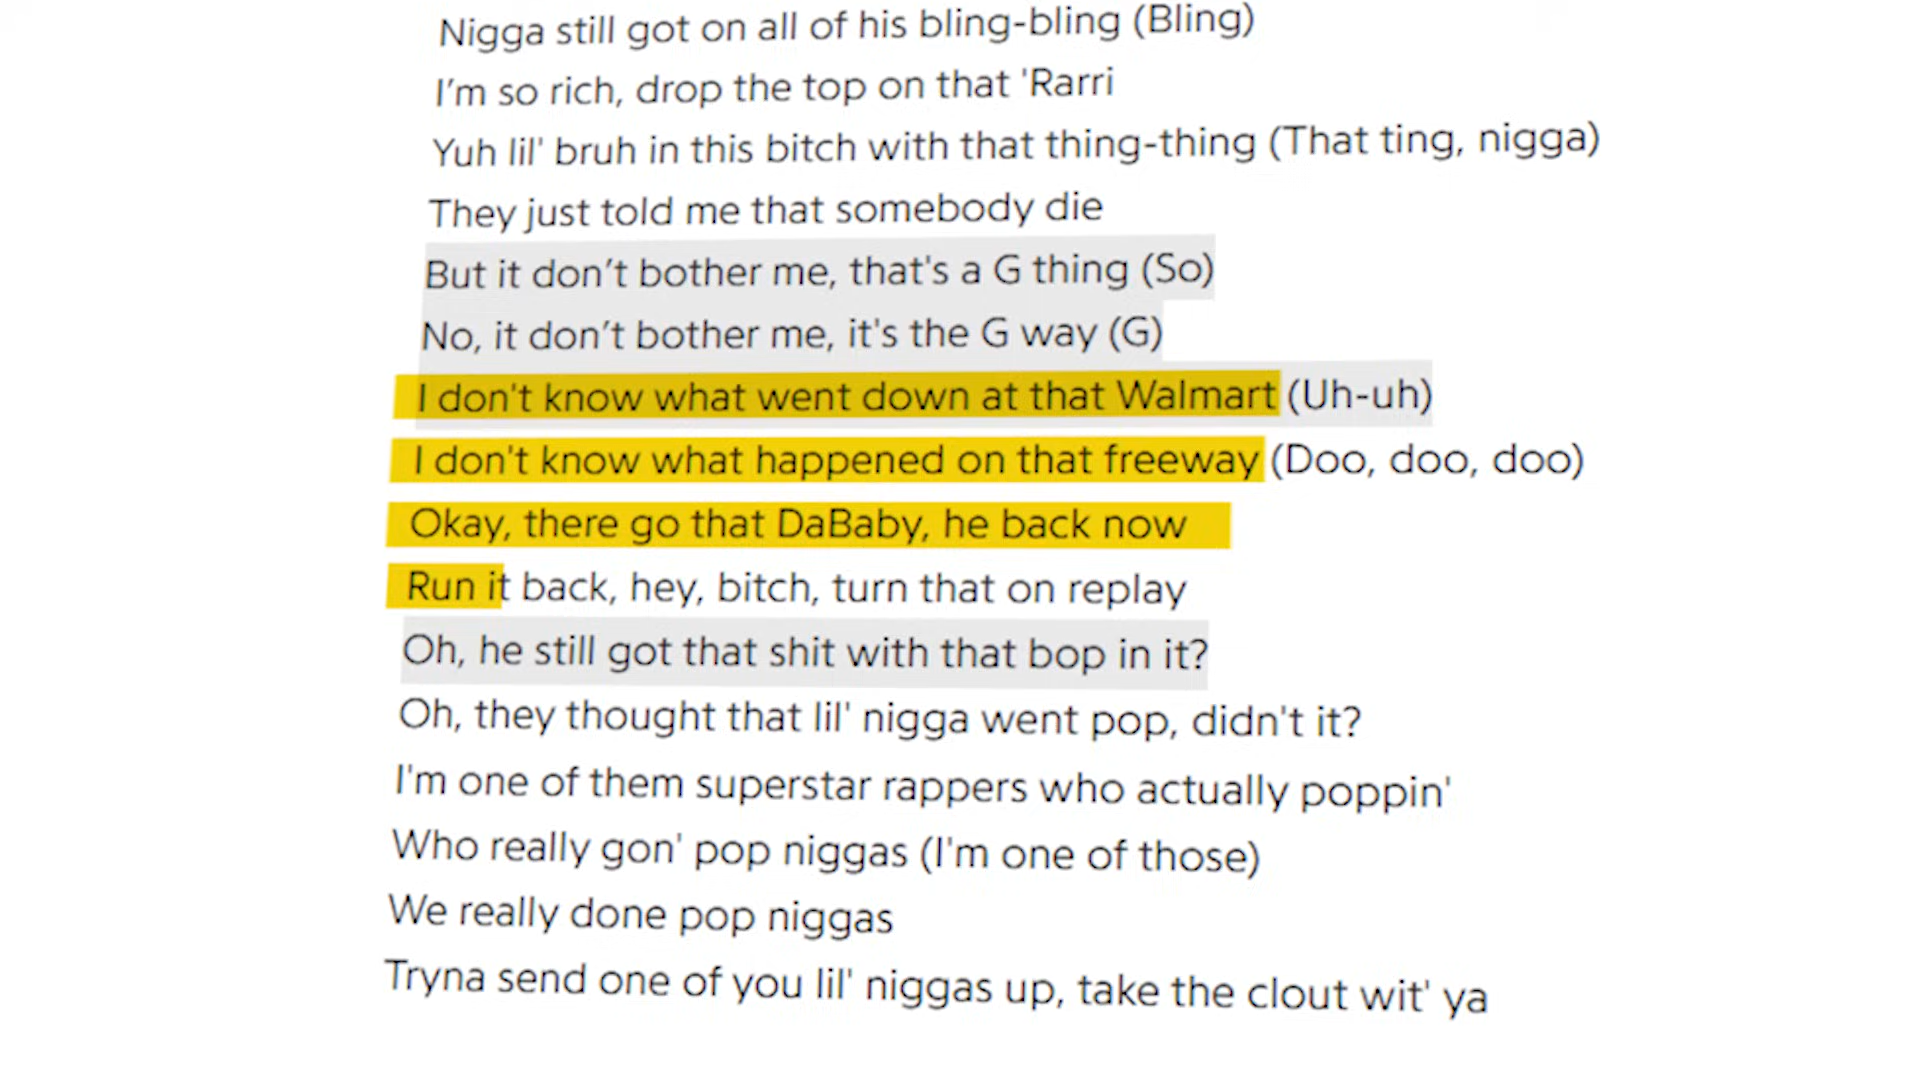 Nigga still got on all of his bling-bling (Bling)
I’m so rich, drop the top on that 'Rarri
Yuh lil' bruh in this bitch with that thing-thing (That ting, nigga)
They just told me that somebody die
But it don’t bother me, that's a G thing (So)
No, it don’t bother me, it's the G way (G)
I don't know what went down at that Walmart (Uh-uh)
I don't know what happened on that freeway (Doo, doo, doo)
Okay, there go that DaBaby, he back now
Run it back, hey, bitch, turn that on replay
Oh, he still got that shit with that bop in it?
Oh, they thought that lil' nigga went pop, didn't it?
I'm one of them superstar rappers who actually poppin'
Who really gon' pop niggas (I'm one of those)
We really done pop niggas
Tryna send one of you lil' niggas up, take the clout wit' ya